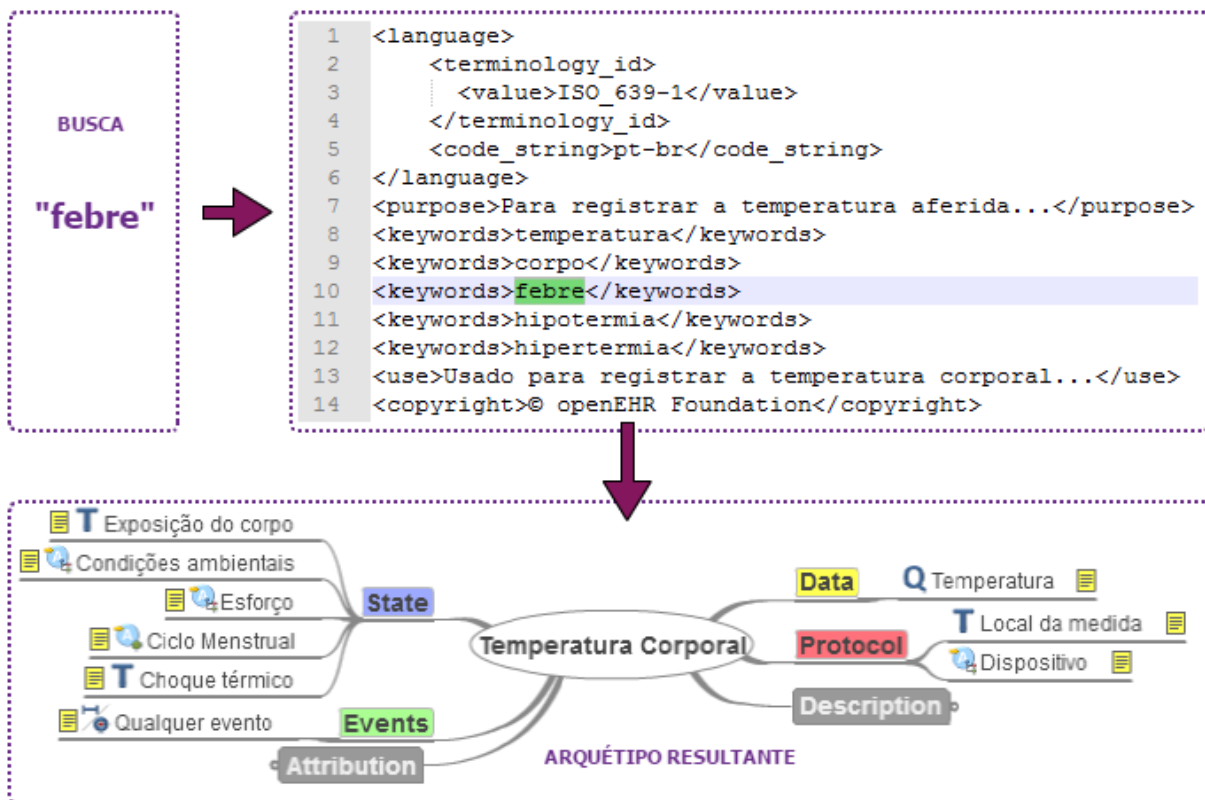 BUSCA
"febre"
1 <language>
2 <terminology_id>
3 <value>ISO_639-1</value>
4 </terminology_id>
5 <code_string>pt-br</code_string>
6 </language>
7 <purpose>Para registrar a temperatura aferida...</purpose>
8 <keywords>temperatura</keywords>
9 <keywords>corpo</keywords>
10 <keywords>febre</keywords>
11 <keywords>hipotermia</keywords>
12 <keywords>hipertermia</keywords>
13 <use>Usado para registrar a temperatura corporal...</use>
14 <copyright>© openEHR Foundation</copyright>
T Exposição do corpo
Condições ambientais
Esforço
Ciclo Menstrual
T Choque térmico
State
Qualquer evento
Events
Attribution
Temperatura Corporal
Data
Q Temperatura
Protocol
T Local da medida
Dispositivo
Description
ARQUÉTIPO RESULTANTE